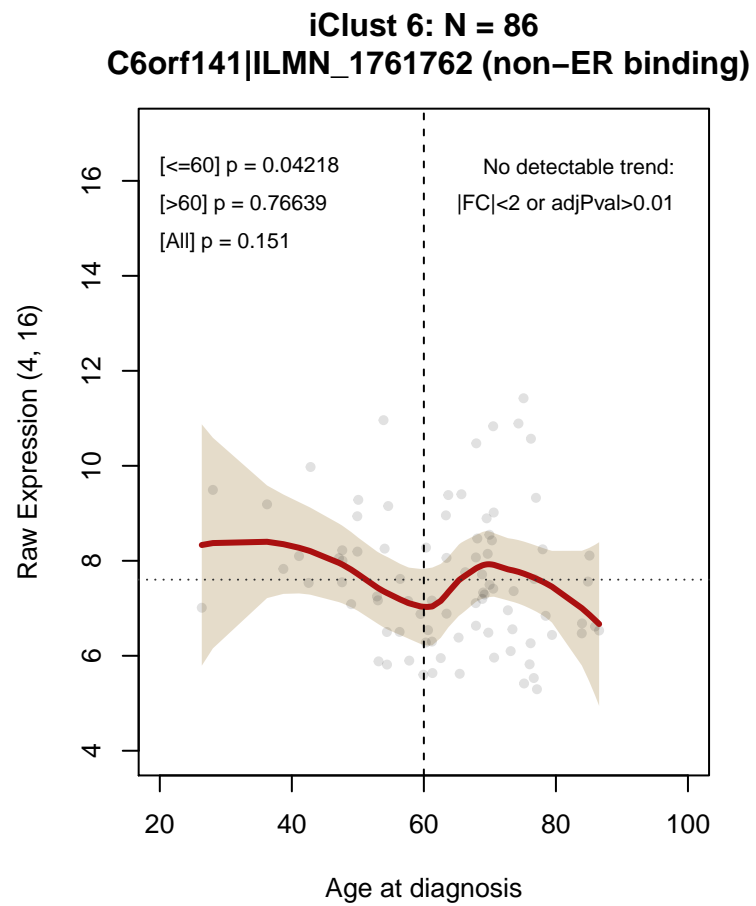 iClust 6: N = 86
C6orf141|ILMN_1761762 (non−ER binding)
[<=60] p = 0.04218
[>60] p = 0.76639
[All] p = 0.151
No detectable trend:
|FC|<2 or adjPval>0.01
Raw Expression (4, 16)
16
14
12
10
8
6
4
20 40 60 80 100
Age at diagnosis